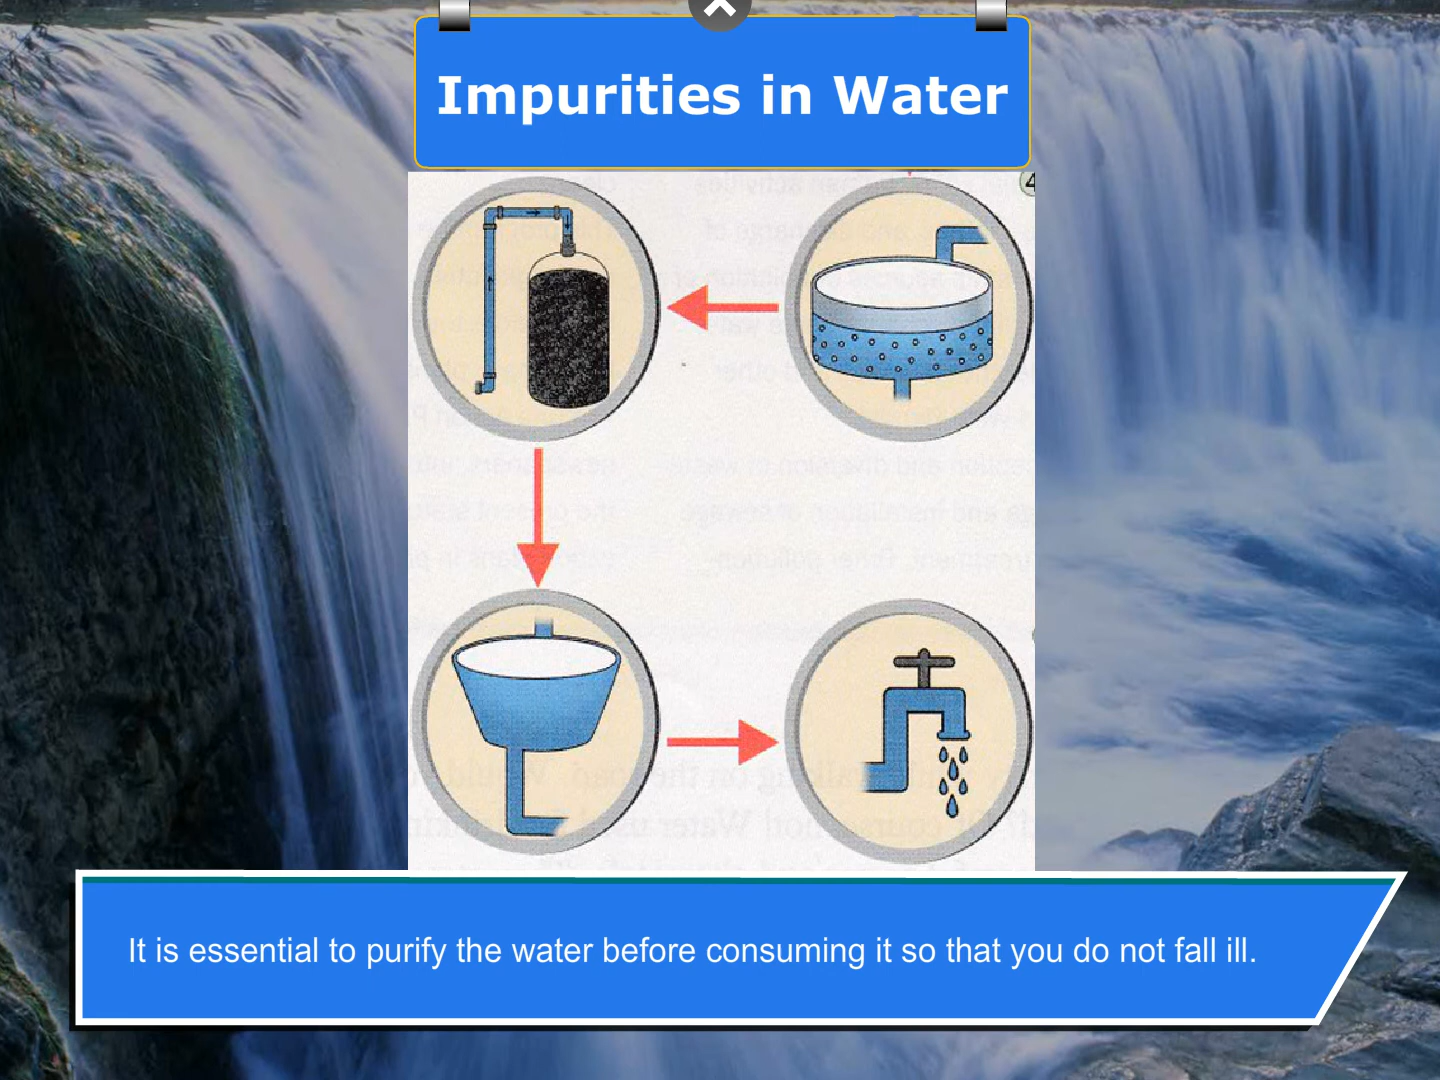 Impurities in Water
4
It is essential to purify the water before consuming it so that you do not fall ill.